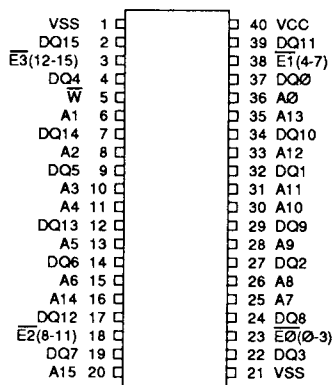 VSS 1 40 VCC
DQ15 2 39 DQ11
E3(12-15) 3 38 E1(4-7)
DQ4 4 37 DQØ
W 5 36 AØ
A1 6 35 A13
DQ14 7 34 DQ10
A2 8 33 A12
DQ5 9 32 DQ1
A3 10 31 A11
A4 11 30 A10
DQ13 12 29 DQ9
A5 13 28 A9
DQ6 14 27 DQ2
A6 15 26 A8
A14 16 25 A7
DQ12 17 24 DQ8
E2(8-11) 18 23 EØ(Ø-3)
DQ7 19 22 DQ3
A15 20 21 VSS